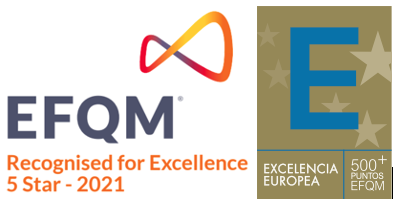 EFQM®
Recognised for Excellence
5 Star - 2021
E
EXCELENCIA
EUROPEA
500+
PUNTOS
EFQM